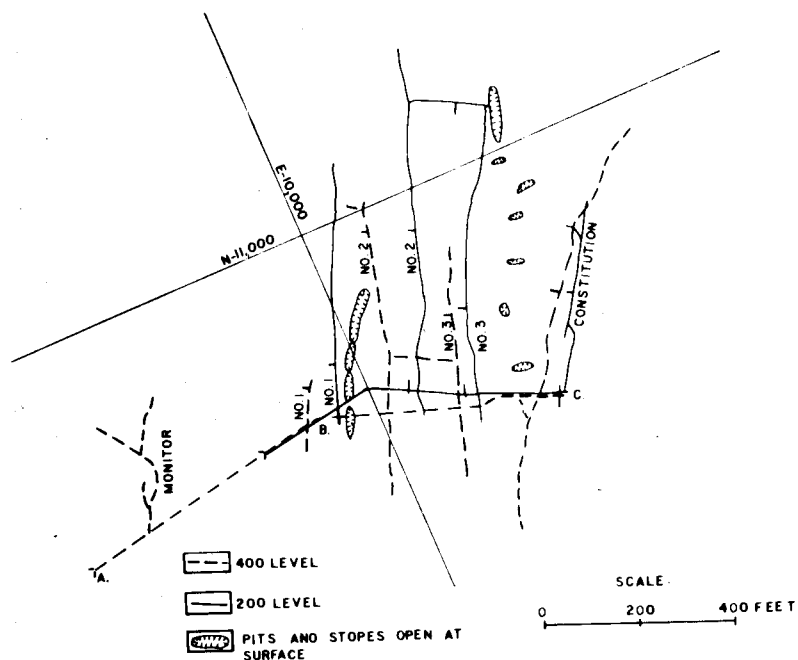 E-10,000
N-11,000
NO. 2
NO. 2
CONSTITUTION
NO. 3
NO. 3
NO. 1
NO. 1
B.
C.
MONITOR
A.
400 LEVEL
200 LEVEL
PITS AND STOPES OPEN AT
SURFACE
SCALE
0 200 400 FEET